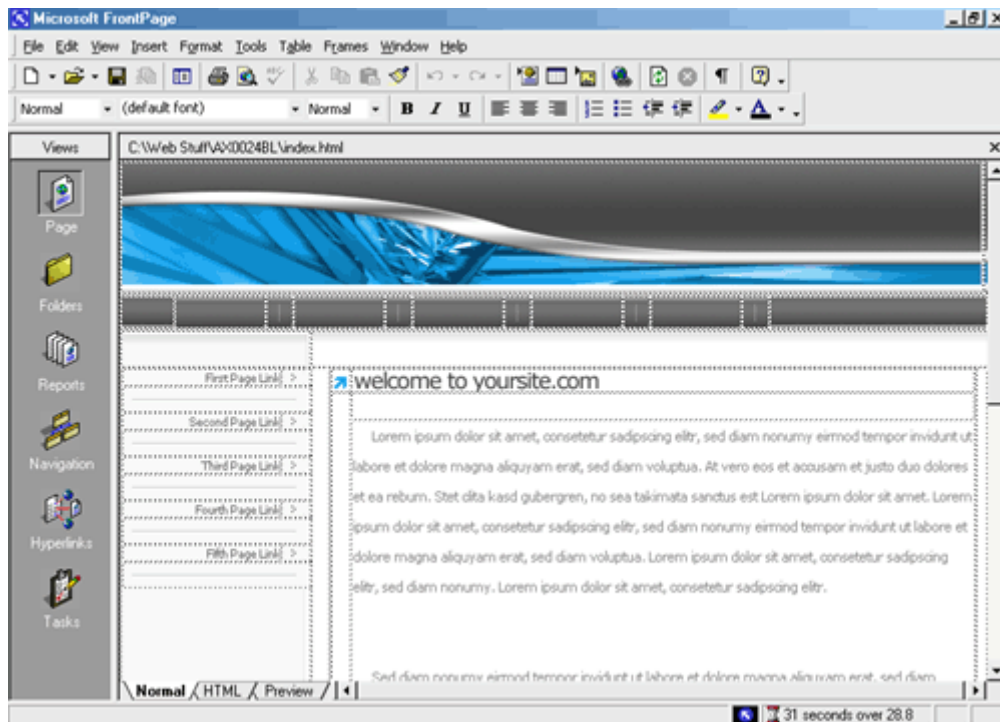 Microsoft FrontPage
File Edit View Insert Format Tools Table Frames Window Help
Normal (default font) Normal B I U A
Views
C:\Web Stuff\AX0024BL\index.html
Page
Folders
Reports
Navigation
Hyperlinks
Tasks
First Page Link >
Second Page Link >
Third Page Link >
Fourth Page Link >
Fifth Page Link >
welcome to yoursite.com
Lorem ipsum dolor sit amet, consetetur sadipscing elitr, sed diam nonumy eirmod tempor invidunt ut
labore et dolore magna aliquyam erat, sed diam voluptua. At vero eos et accusam et justo duo dolores
et ea rebum. Stet clita kasd gubergren, no sea takimata sanctus est Lorem ipsum dolor sit amet. Lorem
ipsum dolor sit amet, consetetur sadipscing elitr, sed diam nonumy eirmod tempor invidunt ut labore et
dolore magna aliquyam erat, sed diam voluptua. Lorem ipsum dolor sit amet, consetetur sadipscing
elitr, sed diam nonumy. Lorem ipsum dolor sit amet, consetetur sadipscing elitr.
Sed diam nonumy eirmod tempor invidunt ut labore et dolore magna aliquyam erat, sed diam
Normal HTML Preview
31 seconds over 28.8